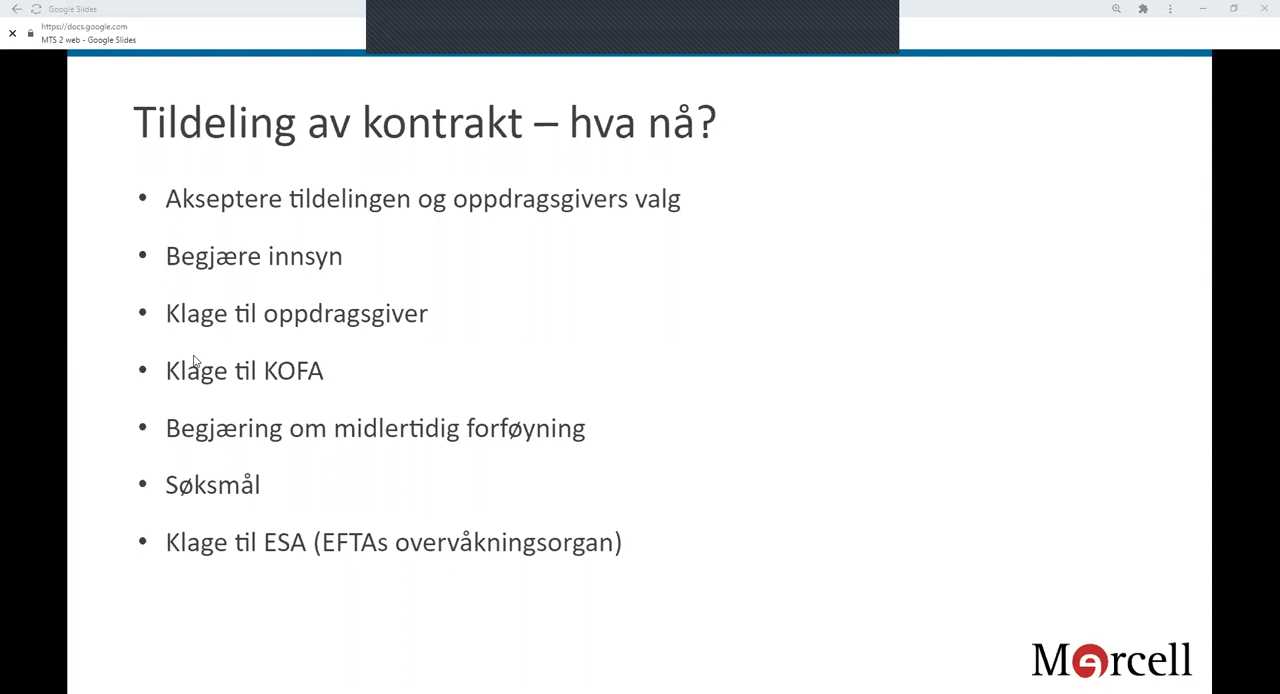 Google Slides
https://docs.google.com
MTS 2 web - Google Slides
Tildeling av kontrakt – hva nå?
• Akseptere tildelingen og oppdragsgivers valg
• Begjære innsyn
• Klage til oppdragsgiver
• Klage til KOFA
• Begjæring om midlertidig forføyning
• Søksmål
• Klage til ESA (EFTAs overvåkningsorgan)
Mercell